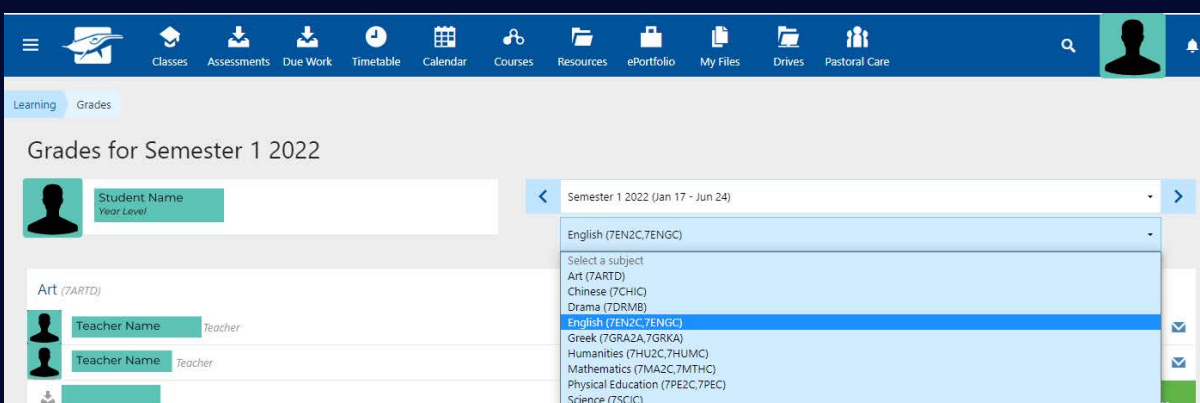 Classes Assessments Due Work Timetable Calendar Courses Resources ePortfolio My Files Drives Pastoral Care
Learning Grades
Grades for Semester 1 2022
Student Name
Year Level
Semester 1 2022 (Jan 17 - Jun 24)
English (7EN2C,7ENGC)
Select a subject
Art (7ARTD)
Chinese (7CHIC)
Drama (7DRMB)
English (7EN2C,7ENGC)
Greek (7GRA2A,7GRKA)
Humanities (7HU2C,7HUMC)
Mathematics (7MA2C,7MTHC)
Physical Education (7PE2C,7PEC)
Science (7SCIC)
Art (7ARTD)
Teacher Name Teacher
Teacher Name Teacher